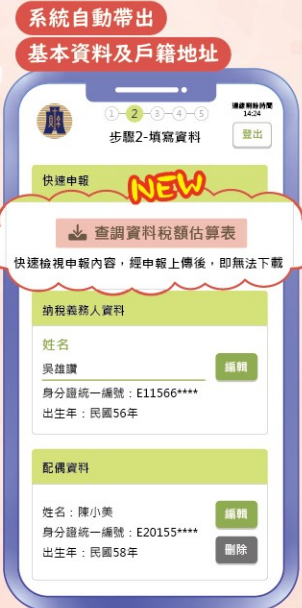 系統自動帶出
基本資料及戶籍地址
1 2 3 4 5
連線剩餘時間
14:24
步驟2-填寫資料
登出
快速申報
NEW
查調資料稅額估算表
快速檢視申報內容，經申報上傳後，即無法下載
納稅義務人資料
姓名
吳雄讚
編輯
身分證統一編號：E11566****
出生年：民國56年
配偶資料
姓名：陳小美
編輯
身分證統一編號：E20155****
出生年：民國58年
刪除